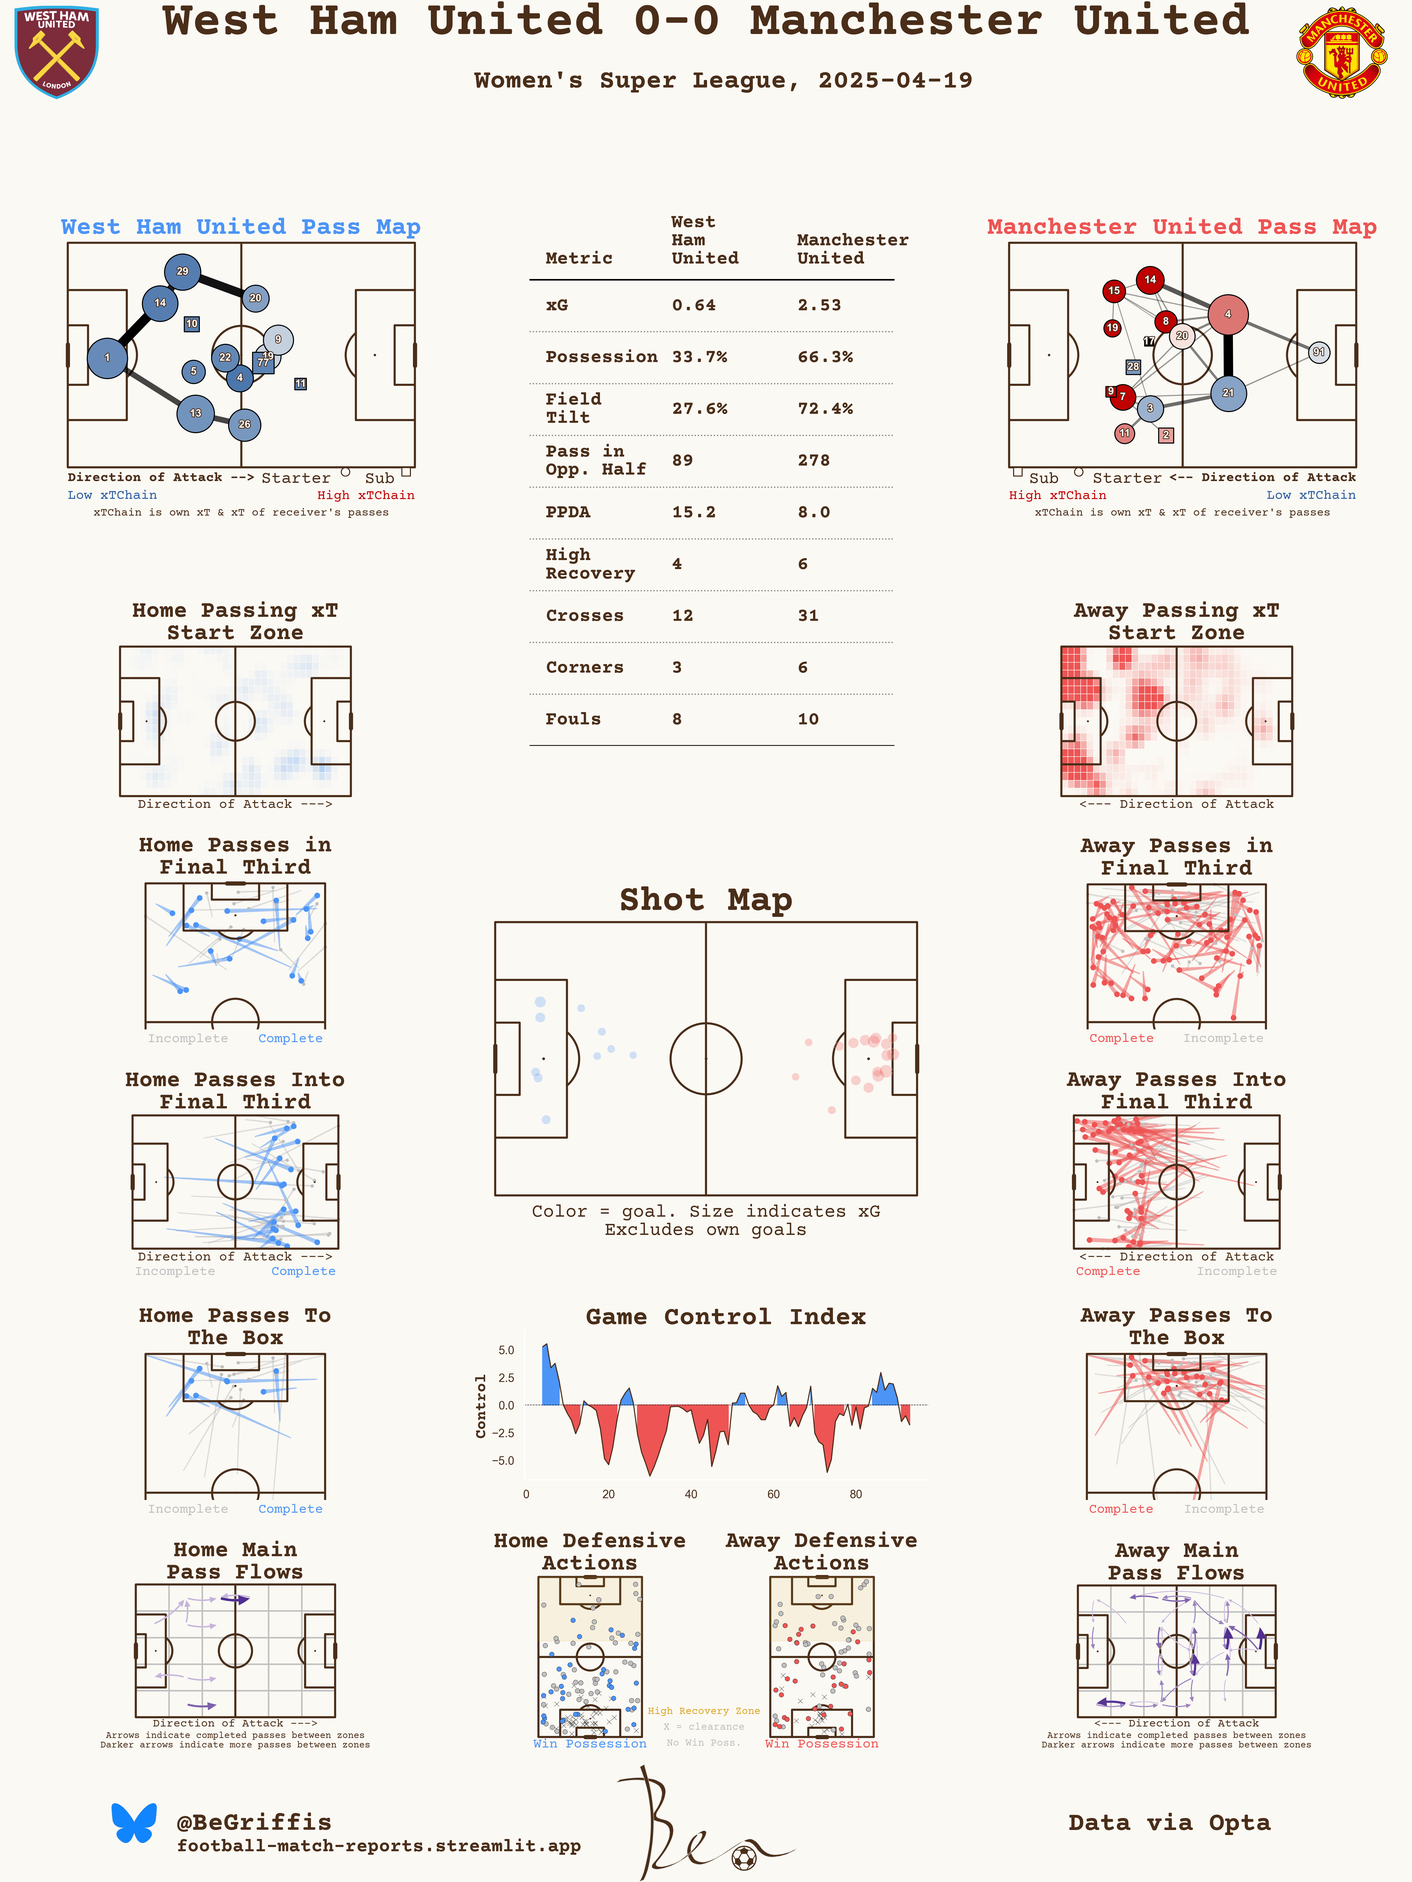 West Ham United 0-0 Manchester United
Women's Super League, 2025-04-19
WEST HAM
UNITED
LONDON
MANCHESTER
UNITED
West Ham United Pass Map
29
14
20
10
1
9
22
19
77
5
4
11
13
26
Direction of Attack --> Starter Sub
Low xTChain High xTChain
xTChain is own xT & xT of receiver's passes
Metric West Ham United Manchester United
xG 0.64 2.53
Possession 33.7% 66.3%
Field Tilt 27.6% 72.4%
Pass in Opp. Half 89 278
PPDA 15.2 8.0
High Recovery 4 6
Crosses 12 31
Corners 3 6
Fouls 8 10
Manchester United Pass Map
14
15
4
8
19
20
17
91
28
9
7
21
3
11
2
Sub Starter <-- Direction of Attack
High xTChain Low xTChain
xTChain is own xT & xT of receiver's passes
Home Passing xT
Start Zone
Direction of Attack --->
Away Passing xT
Start Zone
<--- Direction of Attack
Home Passes in
Final Third
Incomplete Complete
Away Passes in
Final Third
Complete Incomplete
Shot Map
Color = goal. Size indicates xG
Excludes own goals
Home Passes Into
Final Third
Direction of Attack --->
Incomplete Complete
Away Passes Into
Final Third
<--- Direction of Attack
Complete Incomplete
Home Passes To
The Box
Incomplete Complete
Game Control Index
Control
5.0
2.5
0.0
−2.5
−5.0
0 20 40 60 80
Away Passes To
The Box
Complete Incomplete
Home Main
Pass Flows
Direction of Attack --->
Arrows indicate completed passes between zones
Darker arrows indicate more passes between zones
Home Defensive
Actions
Win Possession
Away Defensive
Actions
Win Possession
High Recovery Zone
X = clearance
No Win Poss.
Away Main
Pass Flows
<--- Direction of Attack
Arrows indicate completed passes between zones
Darker arrows indicate more passes between zones
@BeGriffis
football-match-reports.streamlit.app
Ben
Data via Opta